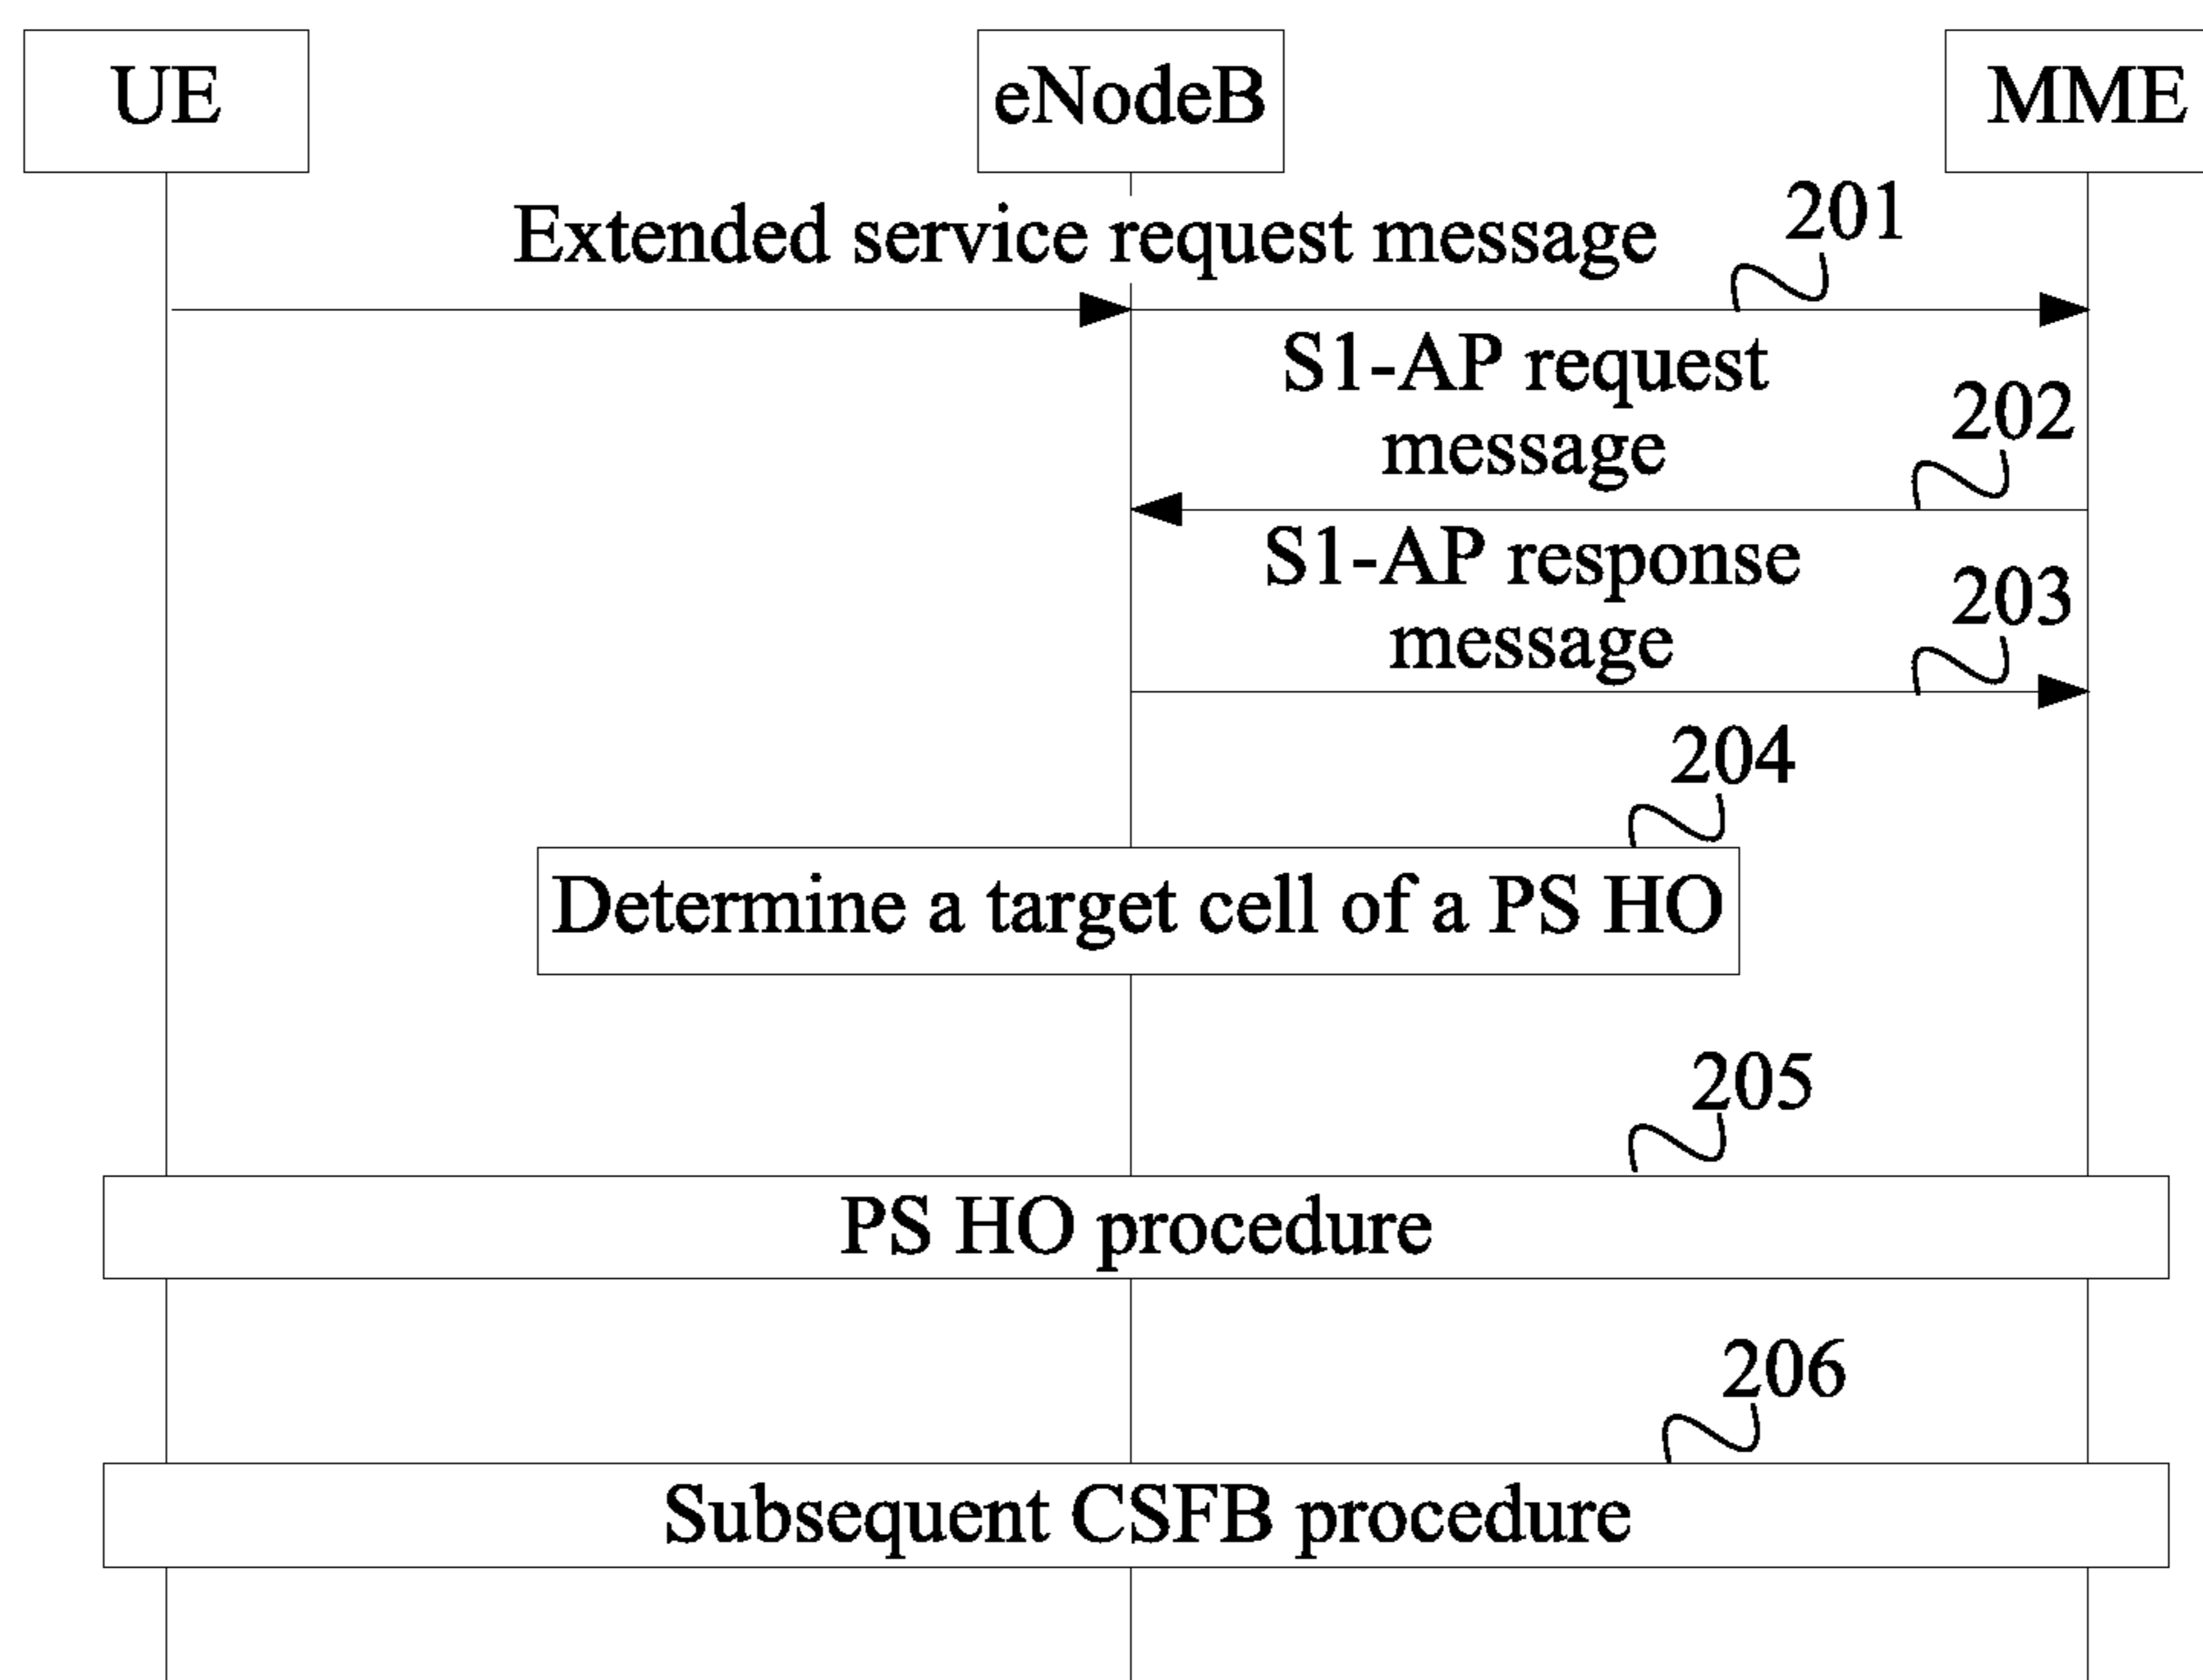 UE
eNodeB
MME
Extended service request message
201
S1-AP request
message
202
S1-AP response
message
203
204
Determine a target cell of a PS HO
205
PS HO procedure
206
Subsequent CSFB procedure